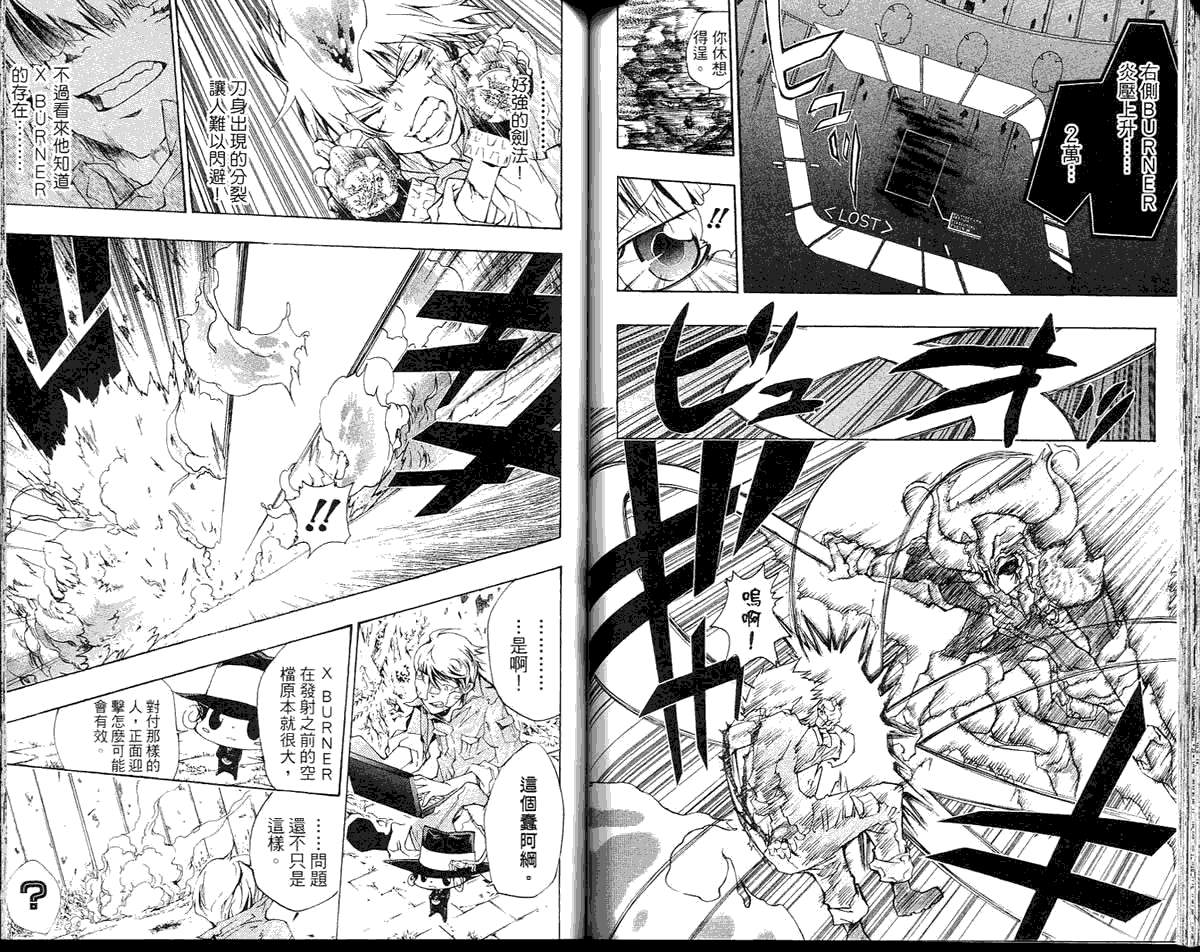 右側BURNER
炎壓上升……
2萬…
<LOST>
你休想
得逞。
!!
ビュオッ
キキ
嗚啊！
…………
好強的劍法！
刀身出現的分裂
讓人難以閃避！
不過看來他知道
X BURNER
的存在……
!!
…………
…是啊！
這個蠢阿綱。
X BURNER
在發射之前的空
檔原本就很大，
對付那樣的
人，正面迎
擊怎麼可能
會有效。
……問題
還不只是
這樣。
？